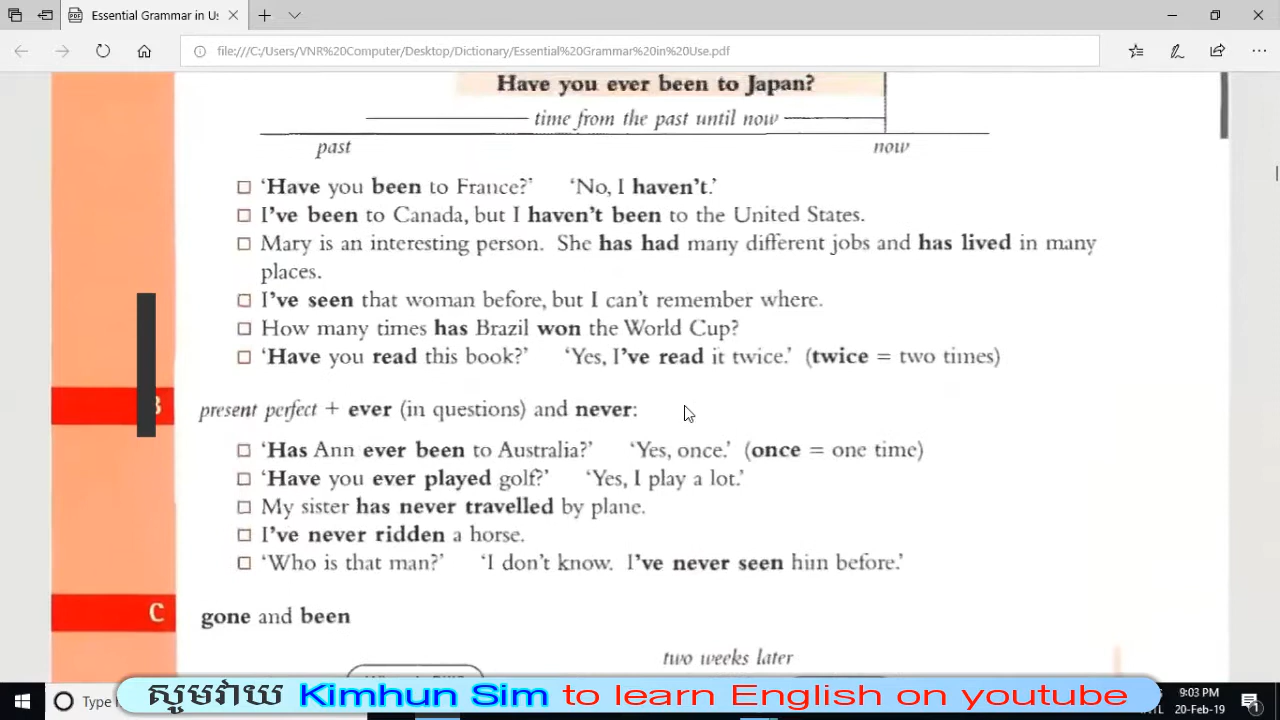 Essential Grammar in Us
file:///C:/Users/VNR%20Computer/Desktop/Dictionary/Essential%20Grammar%20in%20Use.pdf
Have you ever been to Japan?
time from the past until now
past now
‘Have you been to France?’ ‘No, I haven’t.’
I’ve been to Canada, but I haven’t been to the United States.
Mary is an interesting person. She has had many different jobs and has lived in many
places.
I’ve seen that woman before, but I can’t remember where.
How many times has Brazil won the World Cup?
‘Have you read this book?’ ‘Yes, I’ve read it twice.’ (twice = two times)
B
present perfect + ever (in questions) and never:
‘Has Ann ever been to Australia?’ ‘Yes, once.’ (once = one time)
‘Have you ever played golf?’ ‘Yes, I play a lot.’
My sister has never travelled by plane.
I’ve never ridden a horse.
‘Who is that man?’ ‘I don’t know. I’ve never seen him before.’
C
gone and been
two weeks later
Type
សូមវាយ Kimhun Sim to learn English on youtube
9:03 PM
20-Feb-19